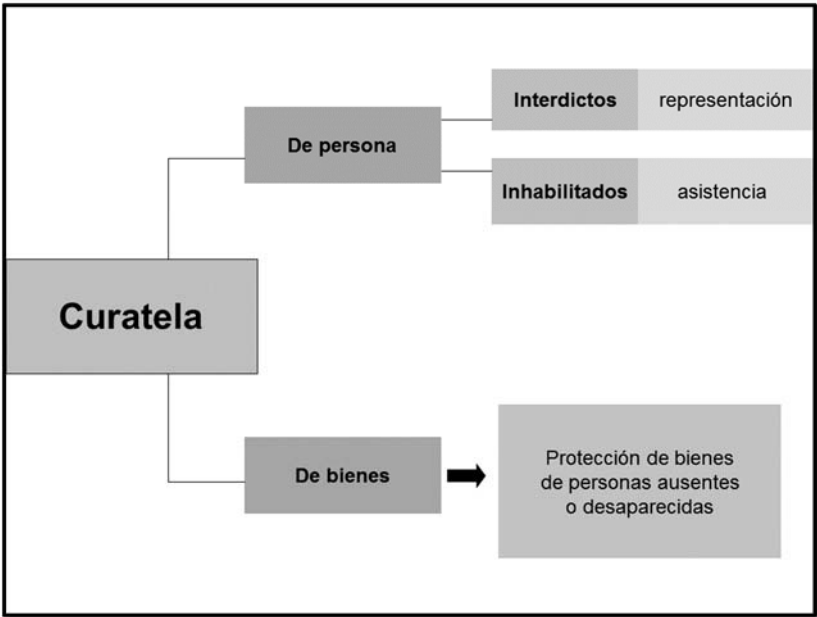 Curatela
De persona
Interdictos
representación
Inhabilitados
asistencia
De bienes
Protección de bienes
de personas ausentes
o desaparecidas